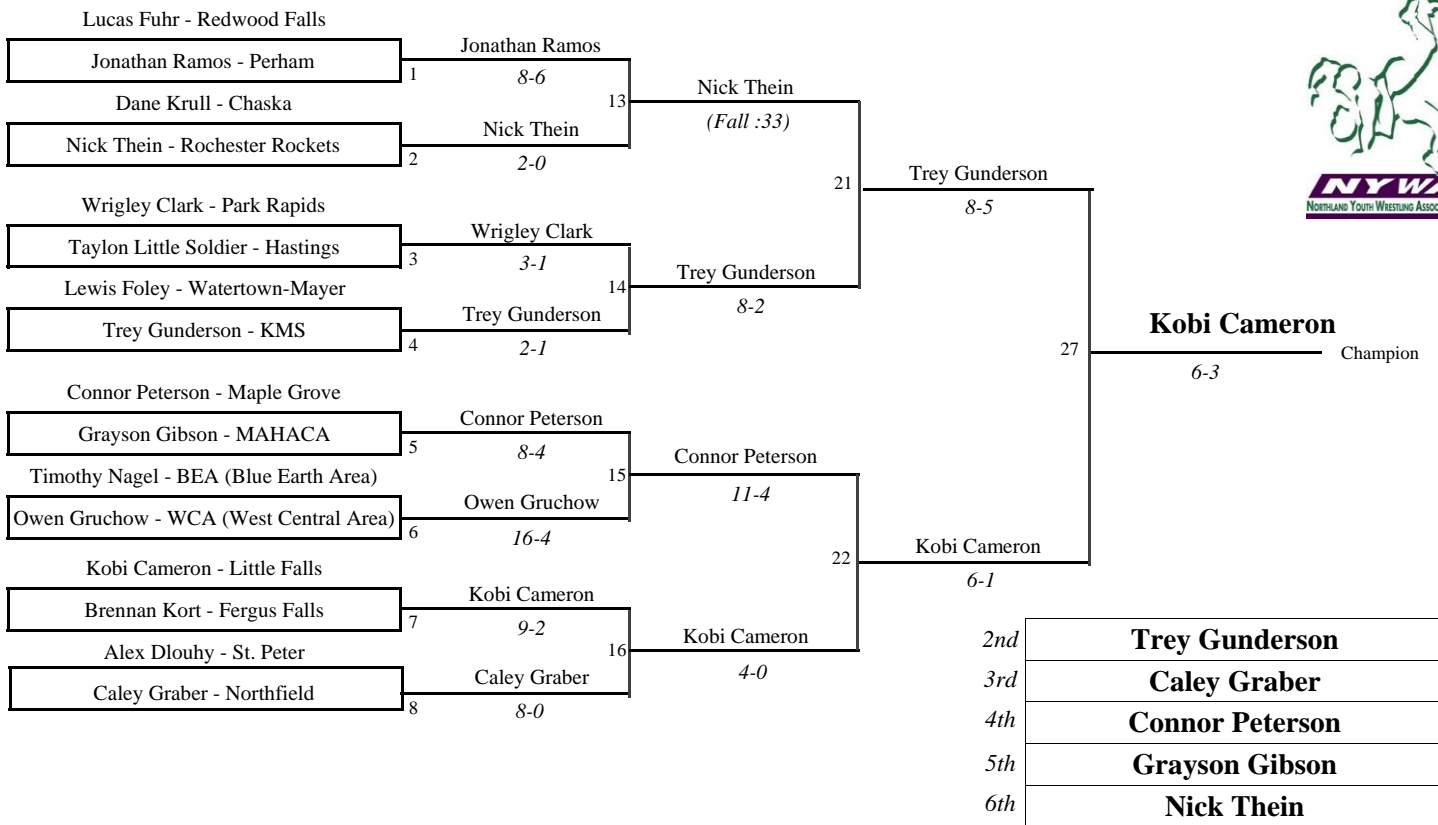 Lucas Fuhr - Redwood Falls
Jonathan Ramos - Perham
1
Jonathan Ramos
8-6
Dane Krull - Chaska
Nick Thein - Rochester Rockets
2
Nick Thein
2-0
13
Nick Thein
(Fall :33)
Wrigley Clark - Park Rapids
Taylon Little Soldier - Hastings
3
Wrigley Clark
3-1
Lewis Foley - Watertown-Mayer
Trey Gunderson - KMS
4
Trey Gunderson
2-1
14
Trey Gunderson
8-2
21
Trey Gunderson
8-5
Connor Peterson - Maple Grove
Grayson Gibson - MAHACA
5
Connor Peterson
8-4
Timothy Nagel - BEA (Blue Earth Area)
Owen Gruchow - WCA (West Central Area)
6
Owen Gruchow
16-4
15
Connor Peterson
11-4
Kobi Cameron - Little Falls
Brennan Kort - Fergus Falls
7
Kobi Cameron
9-2
Alex Dlouhy - St. Peter
Caley Graber - Northfield
8
Caley Graber
8-0
16
Kobi Cameron
4-0
22
Kobi Cameron
6-1
27
Kobi Cameron
6-3
Champion
NORTHLAND YOUTH WRESTLING
2nd Trey Gunderson
3rd Caley Graber
4th Connor Peterson
5th Grayson Gibson
6th Nick Thein